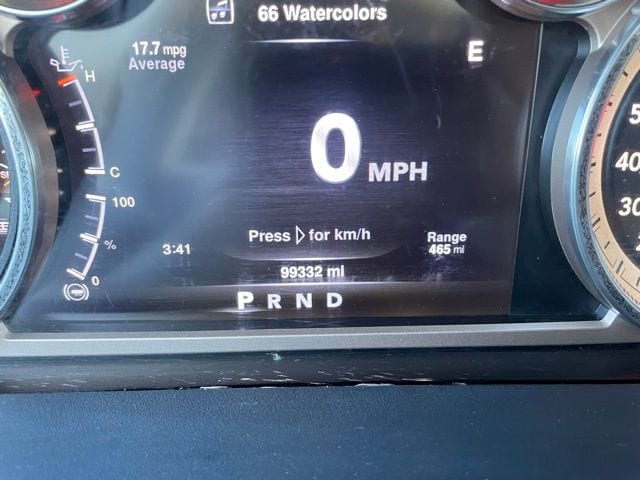 66 Watercolors
17.7 mpg
Average
E
H
C
100
%
0
0 MPH
Press ▷ for km/h
3:41
Range
465 mi
99332 mi
P R N D
40
30